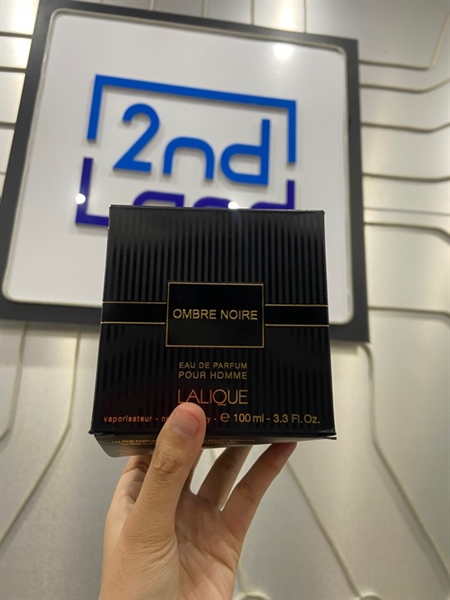 2nd
OMBRE NOIRE
EAU DE PARFUM
POUR HOMME
LALIQUE
vaporisateur - - e 100 ml - 3.3 Fl.Oz.